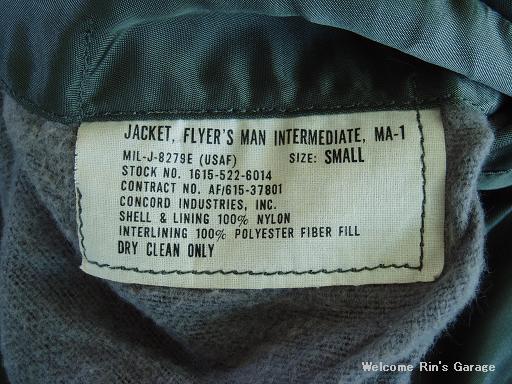 JACKET, FLYER'S MAN INTERMEDIATE, MA-1
MIL-J-8279E (USAF) SIZE: SMALL
STOCK NO. 1615-522-6014
CONTRACT NO. AF/615-37801
CONCORD INDUSTRIES, INC.
SHELL & LINING 100% NYLON
INTERLINING 100% POLYESTER FIBER FILL
DRY CLEAN ONLY
Welcome Rin's Garage